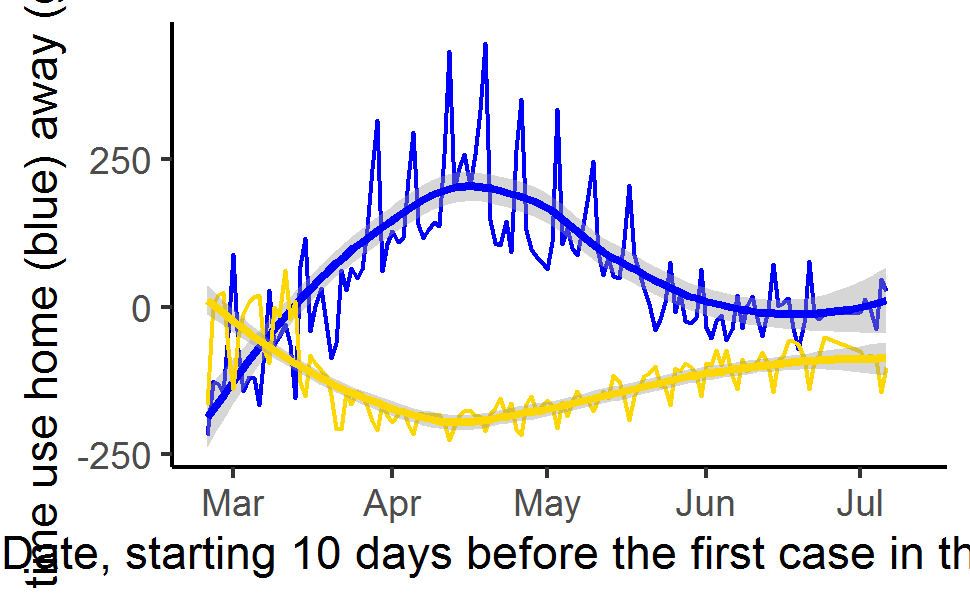 time use home (blue) away (
250
0
-250
Mar Apr May Jun Jul
Date, starting 10 days before the first case in th